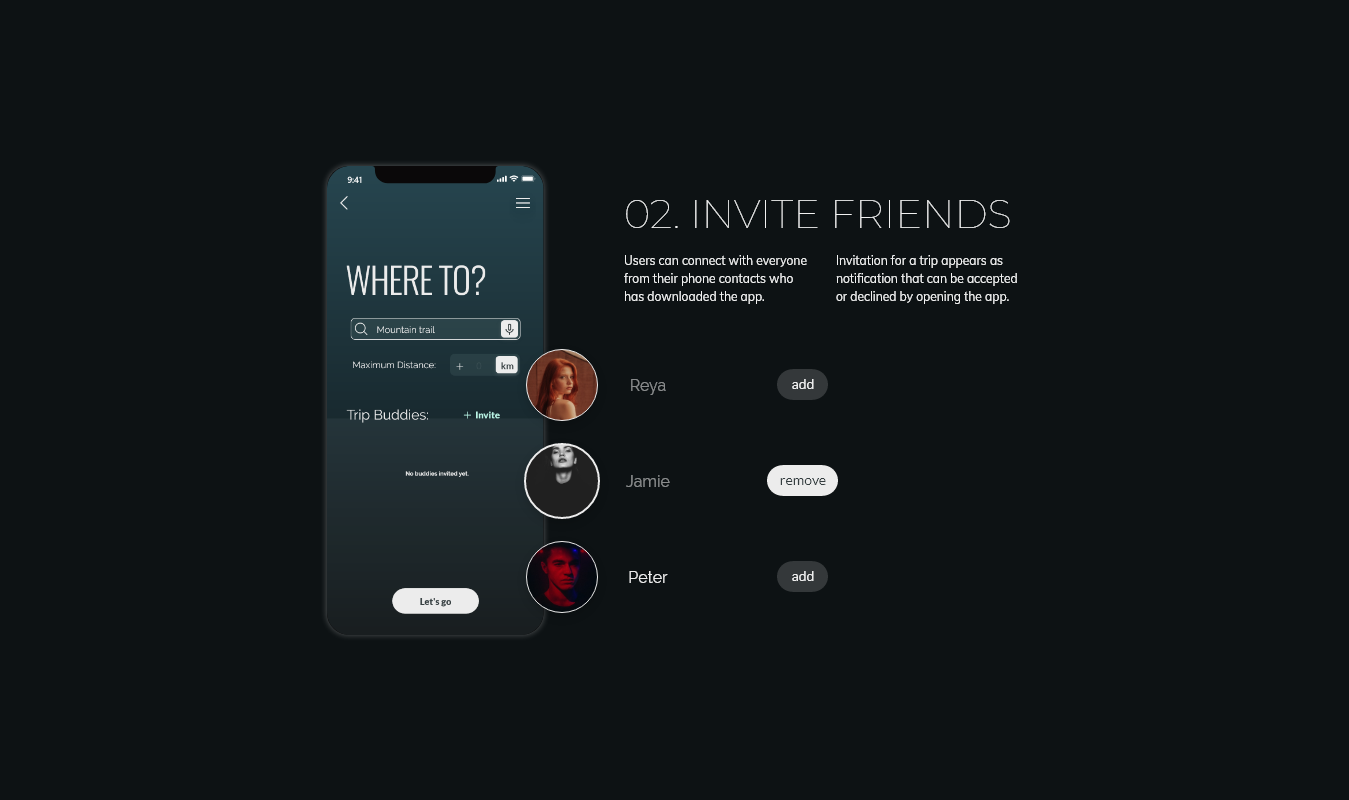 9:41
WHERE TO?
Mountain trail
Maximum Distance: + 0 km
Trip Buddies: + Invite
No buddies invited yet.
Let's go
02. INVITE FRIENDS
Users can connect with everyone
from their phone contacts who
has downloaded the app.
Invitation for a trip appears as
notification that can be accepted
or declined by opening the app.
Reya add
Jamie remove
Peter add